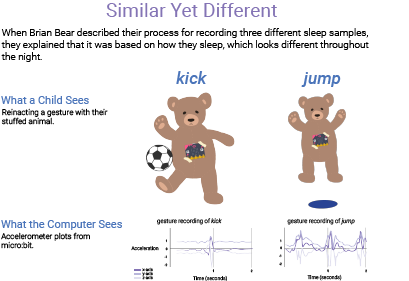 Similar Yet Different
When Brian Bear described their process for recording three different sleep samples,
they explained that it was based on how they sleep, which looks different throughout
the night.
kick jump
What a Child Sees
Reinacting a gesture with their
stuffed animal.
What the Computer Sees
Accelerometer plots from
micro:bit.
gesture recording of kick
gesture recording of jump
Acceleration
Time (seconds)
Time (seconds)